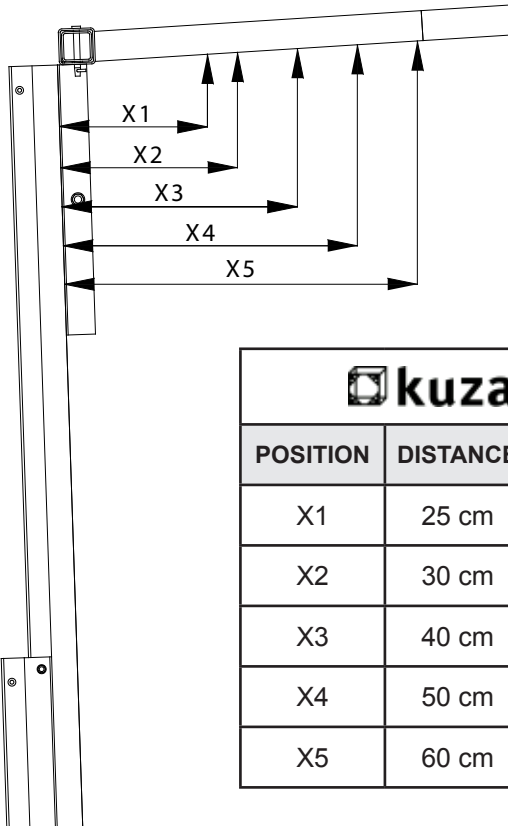 X1
X2
X3
X4
X5
kuza
POSITION DISTANCE
X1 25 cm
X2 30 cm
X3 40 cm
X4 50 cm
X5 60 cm